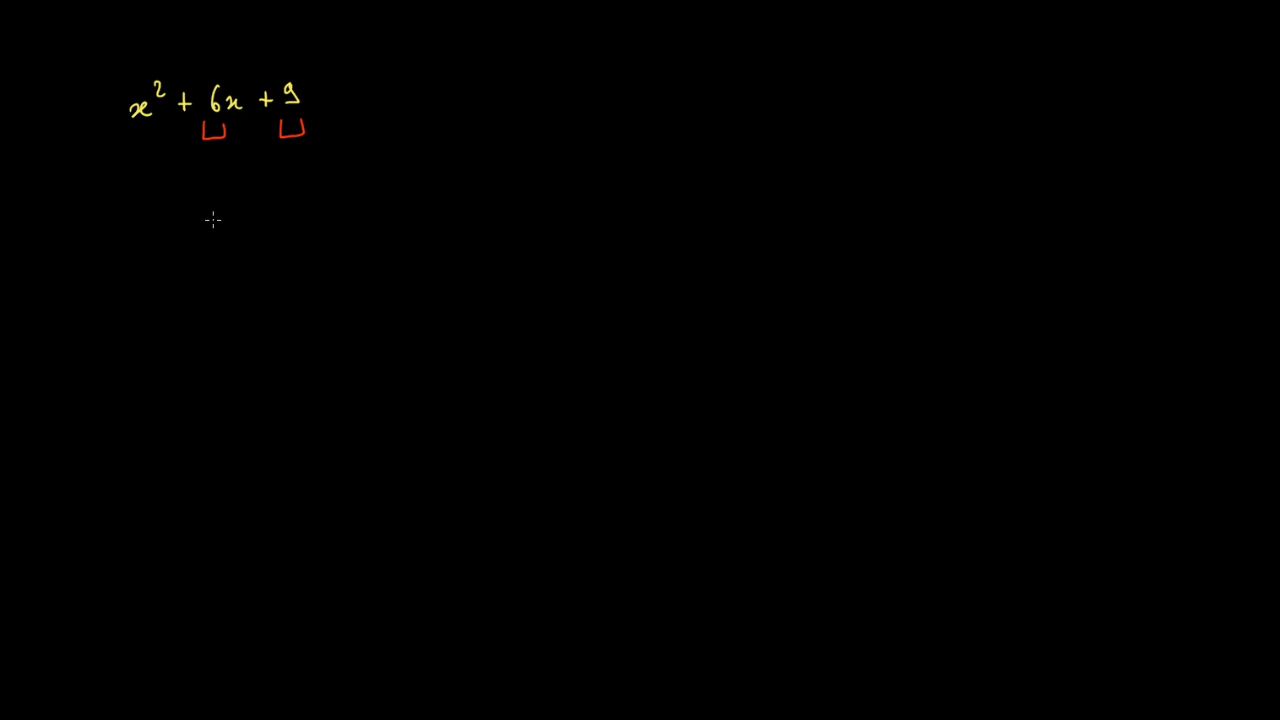 x² + 6x + 9